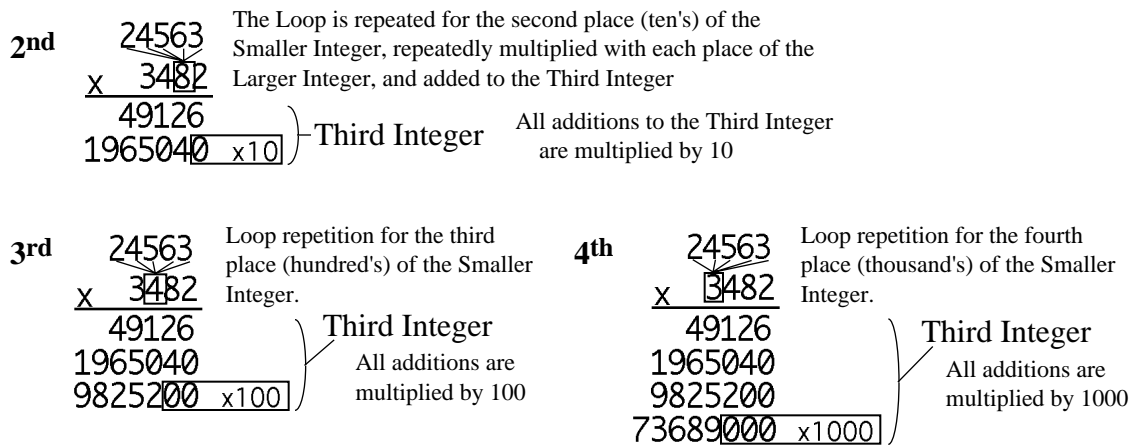 2nd
24563
x 3482
49126
1965040 x10
The Loop is repeated for the second place (ten's) of the
Smaller Integer, repeatedly multiplied with each place of the
Larger Integer, and added to the Third Integer
Third Integer
All additions to the Third Integer
are multiplied by 10
3rd
24563
x 3482
49126
1965040
9825200 x100
Loop repetition for the third
place (hundred's) of the Smaller
Integer.
Third Integer
All additions are
multiplied by 100
4th
24563
x 3482
49126
1965040
9825200
73689000 x1000
Loop repetition for the fourth
place (thousand's) of the Smaller
Integer.
Third Integer
All additions are
multiplied by 1000